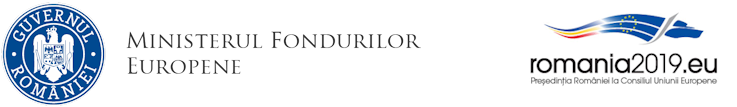 GUVERNUL
ROMÂNIEI
MINISTERUL FONDURILOR
EUROPENE
romania2019.eu
Președinția României la Consiliul Uniunii Europene